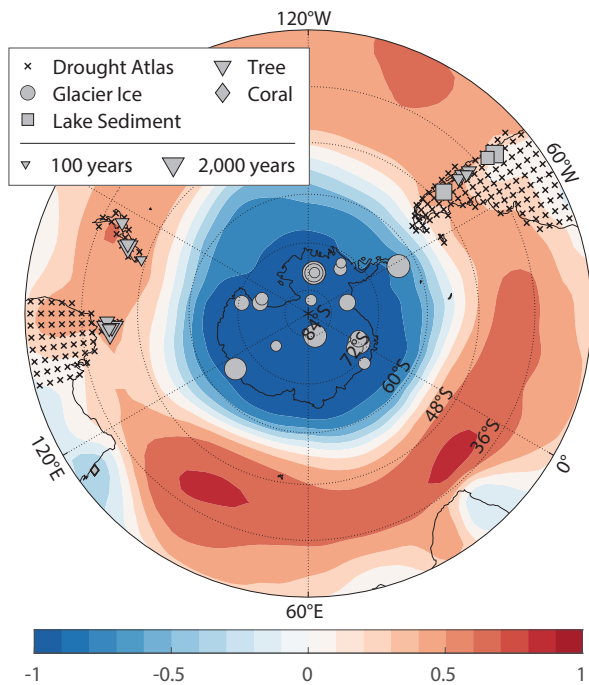 120°W
Drought Atlas
Tree
Glacier Ice
Coral
Lake Sediment
100 years
2,000 years
60°W
84°S
72°S
60°S
48°S
36°S
0°
120°E
60°E
-1 -0.5 0 0.5 1